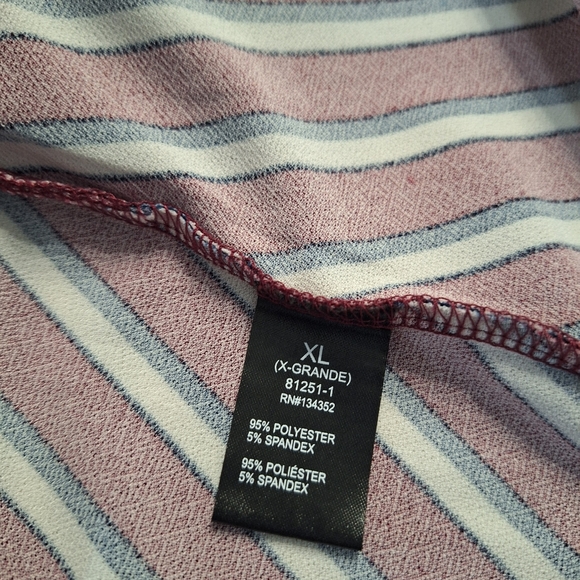 XL
(X-GRANDE)
81251-1
RN#134352
95% POLYESTER
5% SPANDEX
95% POLIÉSTER
5% SPANDEX